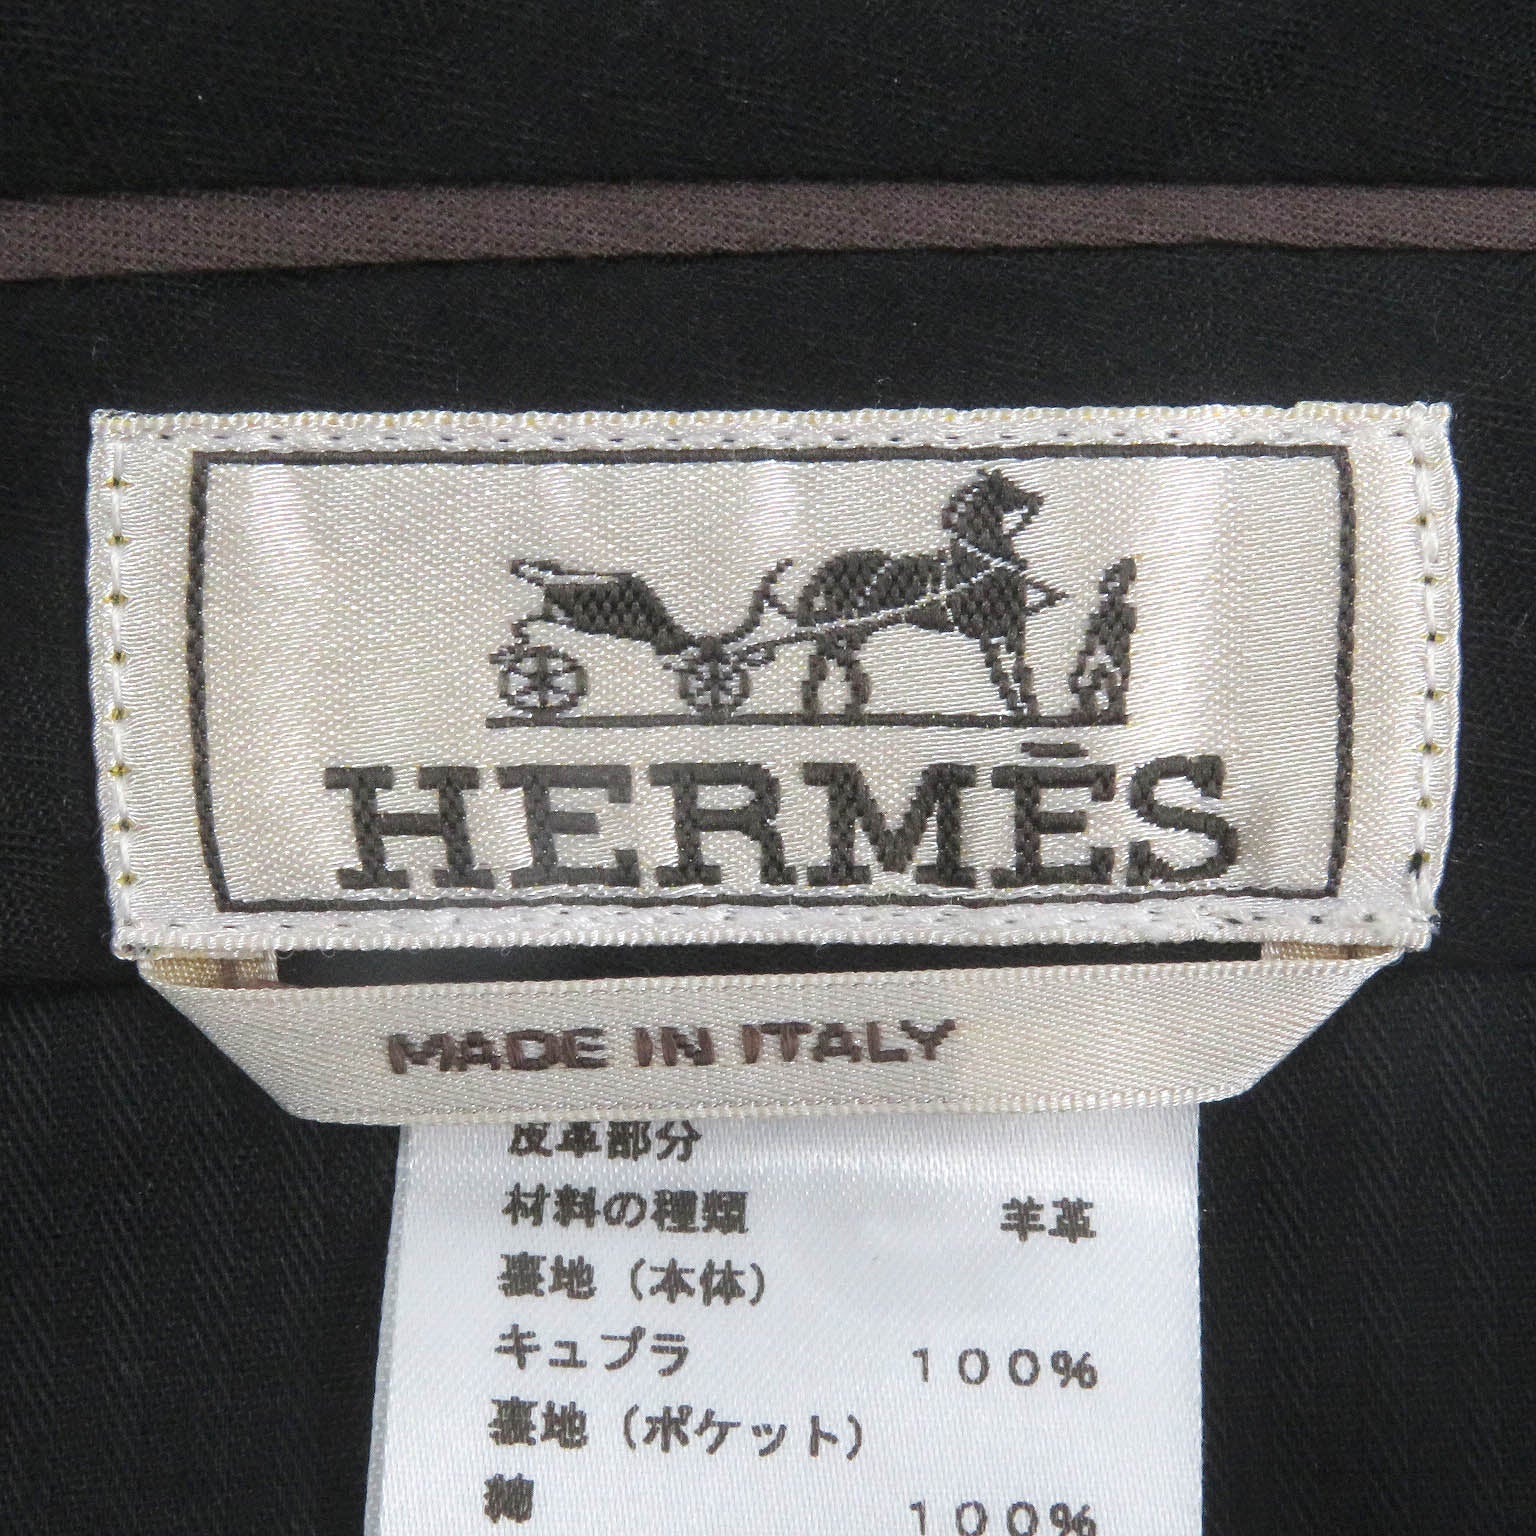 HERMĒS
MADE IN ITALY
皮革部分
材料の種類 羊革
裏地（本体）
キュプラ 100%
裏地（ポケット）
綿 100%